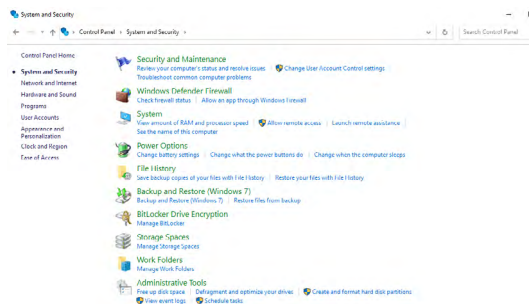 System and Security
Control Panel > System and Security >
Search Control Panel
Control Panel Home
System and Security
Network and Internet
Hardware and Sound
Programs
User Accounts
Appearance and
Personalization
Clock and Region
Ease of Access
Security and Maintenance
Review your computer's status and resolve issues | Change User Account Control settings
Troubleshoot common computer problems
Windows Defender Firewall
Check firewall status | Allow an app through Windows Firewall
System
View amount of RAM and processor speed | Allow remote access | Launch remote assistance
See the name of this computer
Power Options
Change battery settings | Change what the power buttons do | Change when the computer sleeps
File History
Save backup copies of your files with File History | Restore your files with File History
Backup and Restore (Windows 7)
Backup and Restore (Windows 7) | Restore files from backup
BitLocker Drive Encryption
Manage BitLocker
Storage Spaces
Manage Storage Spaces
Work Folders
Manage Work Folders
Administrative Tools
Free up disk space | Defragment and optimize your drives | Create and format hard disk partitions
View event logs | Schedule tasks